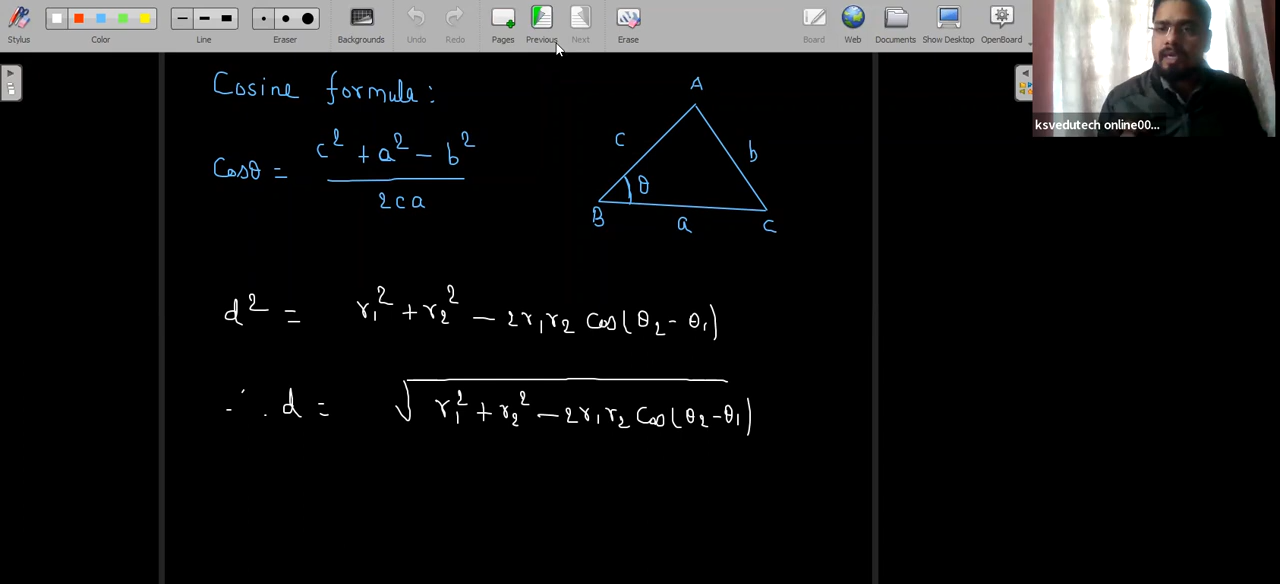 Stylus Color Line Eraser Backgrounds Undo Redo Pages Previous Next Erase Board Web Documents Show Desktop OpenBoard
ksvedutech online00...
Cosine formula:
A
c
b
Cosθ = c² + a² - b² / 2ca
θ
B
a
C
d² = r₁² + r₂² - 2r₁r₂ Cos(θ₂ - θ₁)
∴ d = √ r₁² + r₂² - 2r₁r₂ Cos(θ₂ - θ₁)